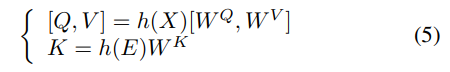 [Q, V] = h(X)[W^Q, W^V]
K = h(E)W^K
(5)